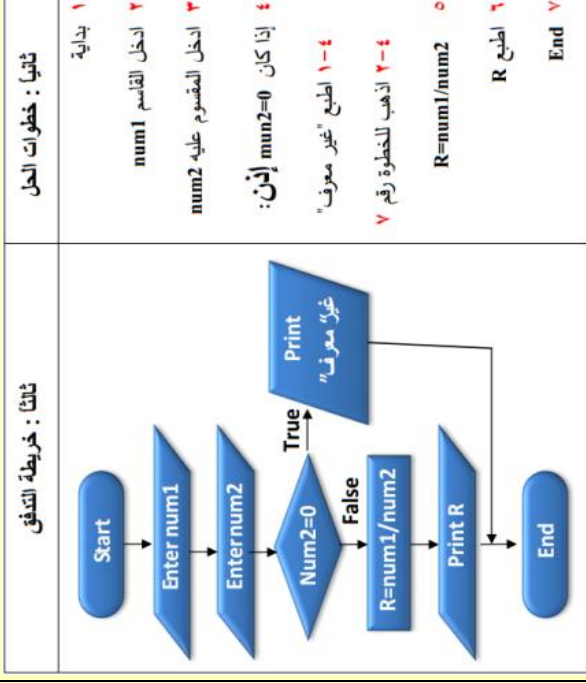 ثانيا : خطوات الحل
١ بداية
٢ ادخل القاسم num1
٣ ادخل المقسوم عليه num2
٤ إذا كان mun2=0 إذن:
٤-١ اطبع "غير معرف"
٤-٢ اذهب للخطوة رقم ٧
٥ R=num1/num2
٦ اطبع R
٧ End
ثالثا : خريطة التدفق
Start
Enter num1
Enter num2
Num2=0
True
Print
"غير معرف"
False
R=num1/num2
Print R
End